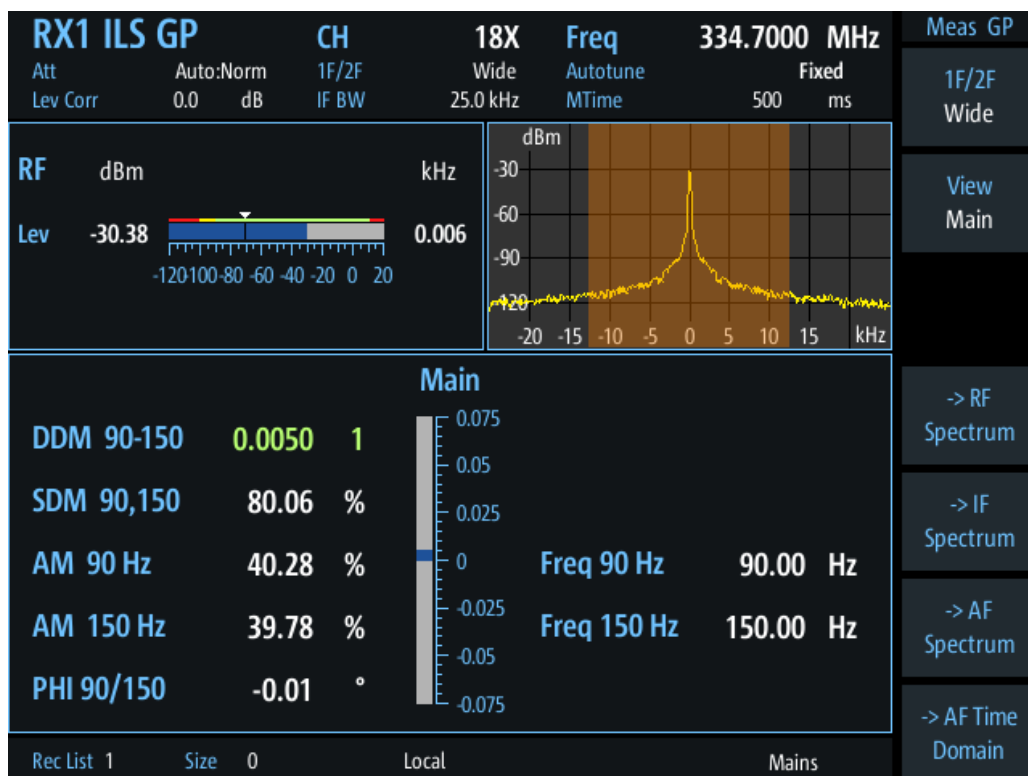 RX1 ILS GP CH 18X Freq 334.7000 MHz
Att Auto:Norm 1F/2F Wide Autotune Fixed
Lev Corr 0.0 dB IF BW 25.0 kHz MTime 500 ms
Meas GP
1F/2F
Wide
View
Main
-> RF
Spectrum
-> IF
Spectrum
-> AF
Spectrum
-> AF Time
Domain
RF dBm kHz
Lev -30.38 0.006
-120 -100 -80 -60 -40 -20 0 20
dBm
-30
-60
-90
-120
-20 -15 -10 -5 0 5 10 15 kHz
Main
DDM 90-150 0.0050 1
SDM 90,150 80.06 %
AM 90 Hz 40.28 %
AM 150 Hz 39.78 %
PHI 90/150 -0.01 °
0.075
0.05
0.025
0
-0.025
-0.05
-0.075
Freq 90 Hz 90.00 Hz
Freq 150 Hz 150.00 Hz
Rec List 1 Size 0 Local Mains